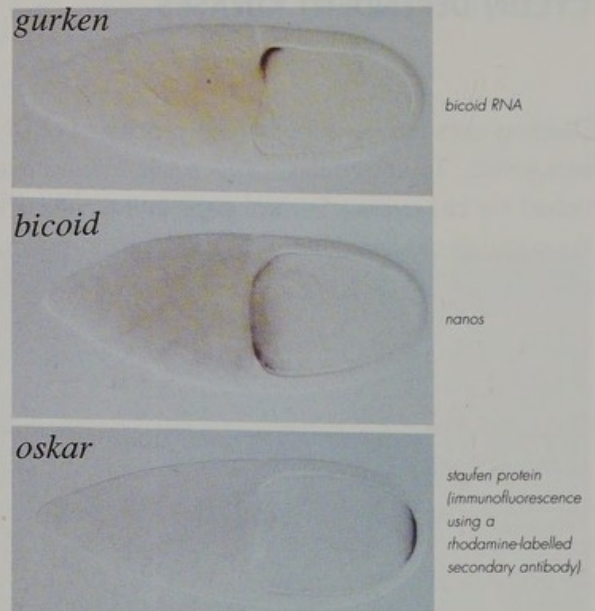 gurken
bicoid RNA
bicoid
nanos
oskar
staufen protein
(immunofluorescence
using a
rhodamine-labelled
secondary antibody)